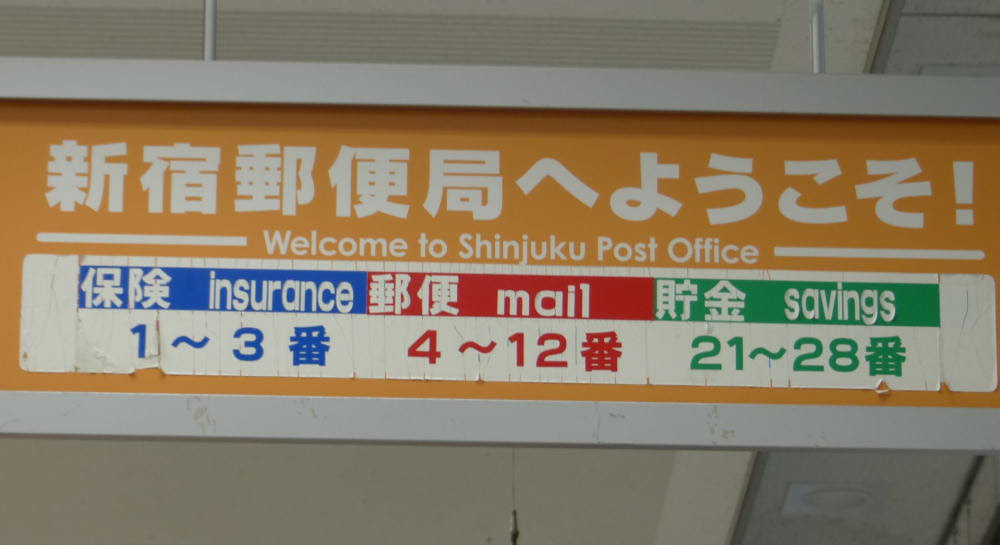 新宿郵便局へようこそ!
Welcome to Shinjuku Post Office
保険 insurance 郵便 mail 貯金 savings
1～3番 4～12番 21～28番